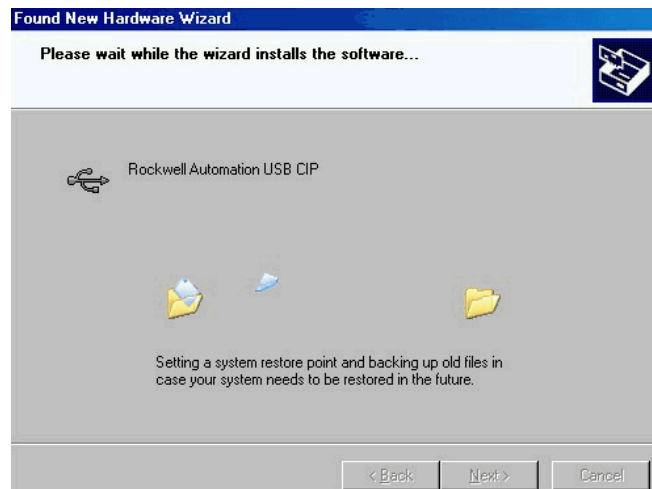 Found New Hardware Wizard
Please wait while the wizard installs the software...
Rockwell Automation USB CIP
Setting a system restore point and backing up old files in
case your system needs to be restored in the future.
< Back Next > Cancel